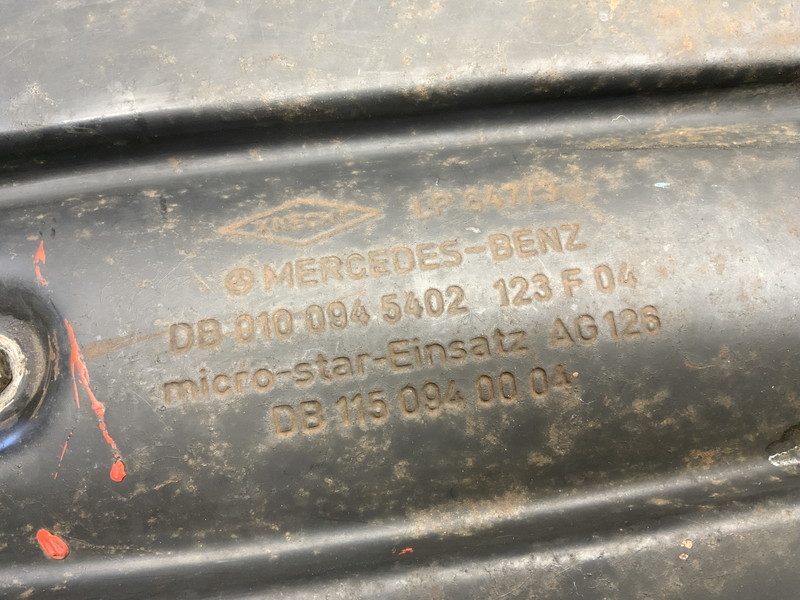 KNECHT LP 847/3
MERCEDES-BENZ
DB 010 094 5402 123 F 04
micro-star-Einsatz AG 126
DB 115 094 00 04